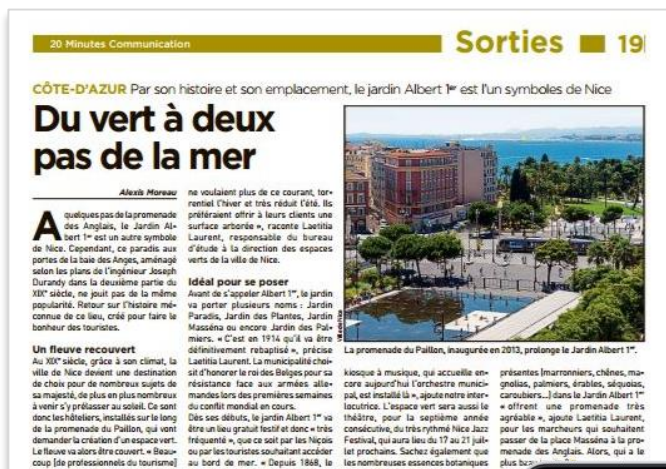 20 Minutes Communication
Sorties 19
CÔTE-D'AZUR Par son histoire et son emplacement, le jardin Albert 1er est l'un symboles de Nice
Du vert à deux
pas de la mer
Alexis Moreau
A quelques pas de la promenade
des Anglais, le Jardin Al-
bert 1er est un autre symbole
de Nice. Cependant, ce paradis aux
portes de la baie des Anges, aménagé
selon les plans de l'ingénieur Joseph
Durandy dans la deuxième partie du
XIXe siècle, ne jouit pas de la même
popularité. Retour sur l'histoire mé-
connue de ce lieu, créé pour faire le
bonheur des touristes.
Un fleuve recouvert
Au XIXe siècle, grâce à son climat, la
ville de Nice devient une destination
de choix pour de nombreux sujets de
sa majesté, de plus en plus nombreux
à venir s'y prélasser au soleil. Ce sont
donc les hôteliers, installés sur le long
de la promenade du Paillon, qui vont
demander la création d'un espace vert.
Le fleuve va alors être couvert. « Beau-
coup [de professionnels du tourisme]
ne voulaient plus de ce courant, tor-
rentiel l'hiver et très réduit l'été. Ils
préféraient offrir à leurs clients une
surface arborée », raconte Laetitia
Laurent, responsable du bureau
d'étude à la direction des espaces
verts de la ville de Nice.
Idéal pour se poser
Avant de s'appeler Albert 1er, le jardin
va porter plusieurs noms : Jardin
Paradis, Jardin des Plantes, Jardin
Masséna ou encore Jardin des Pal-
miers. « C'est en 1914 qu'il va être
définitivement rebaptisé », précise
Laetitia Laurent. La municipalité choi-
sit d'honorer le roi des Belges pour sa
résistance face aux armées alle-
mandes lors des premières semaines
du conflit mondial en cours.
Dès ses débuts, le jardin Albert 1er va
être un lieu gratuit festif et donc « très
fréquenté », que ce soit par les Niçois
ou par les touristes souhaitant accéder
au bord de mer. « Depuis 1868, le
Ville de Nice
La promenade du Paillon, inaugurée en 2013, prolonge le Jardin Albert 1er.
kiosque à musique, qui accueille en-
core aujourd'hui l'orchestre munici-
pal, est installé là », ajoute notre inter-
locutrice. L'espace vert sera aussi le
théâtre, pour la septième année
consécutive, du très rythmé Nice Jazz
Festival, qui aura lieu du 17 au 21 juil-
let prochains. Sachez également que
les nombreuses essences botaniques
présentes (marronniers, chênes, ma-
gnolias, palmiers, érables, séquoias,
caroubiers...) dans le Jardin Albert 1er
« offrent une promenade très
agréable », ajoute Laetitia Laurent,
pour les marcheurs qui souhaitent
passer de la place Masséna à la pro-
menade des Anglais. Alors, qui a le
plus